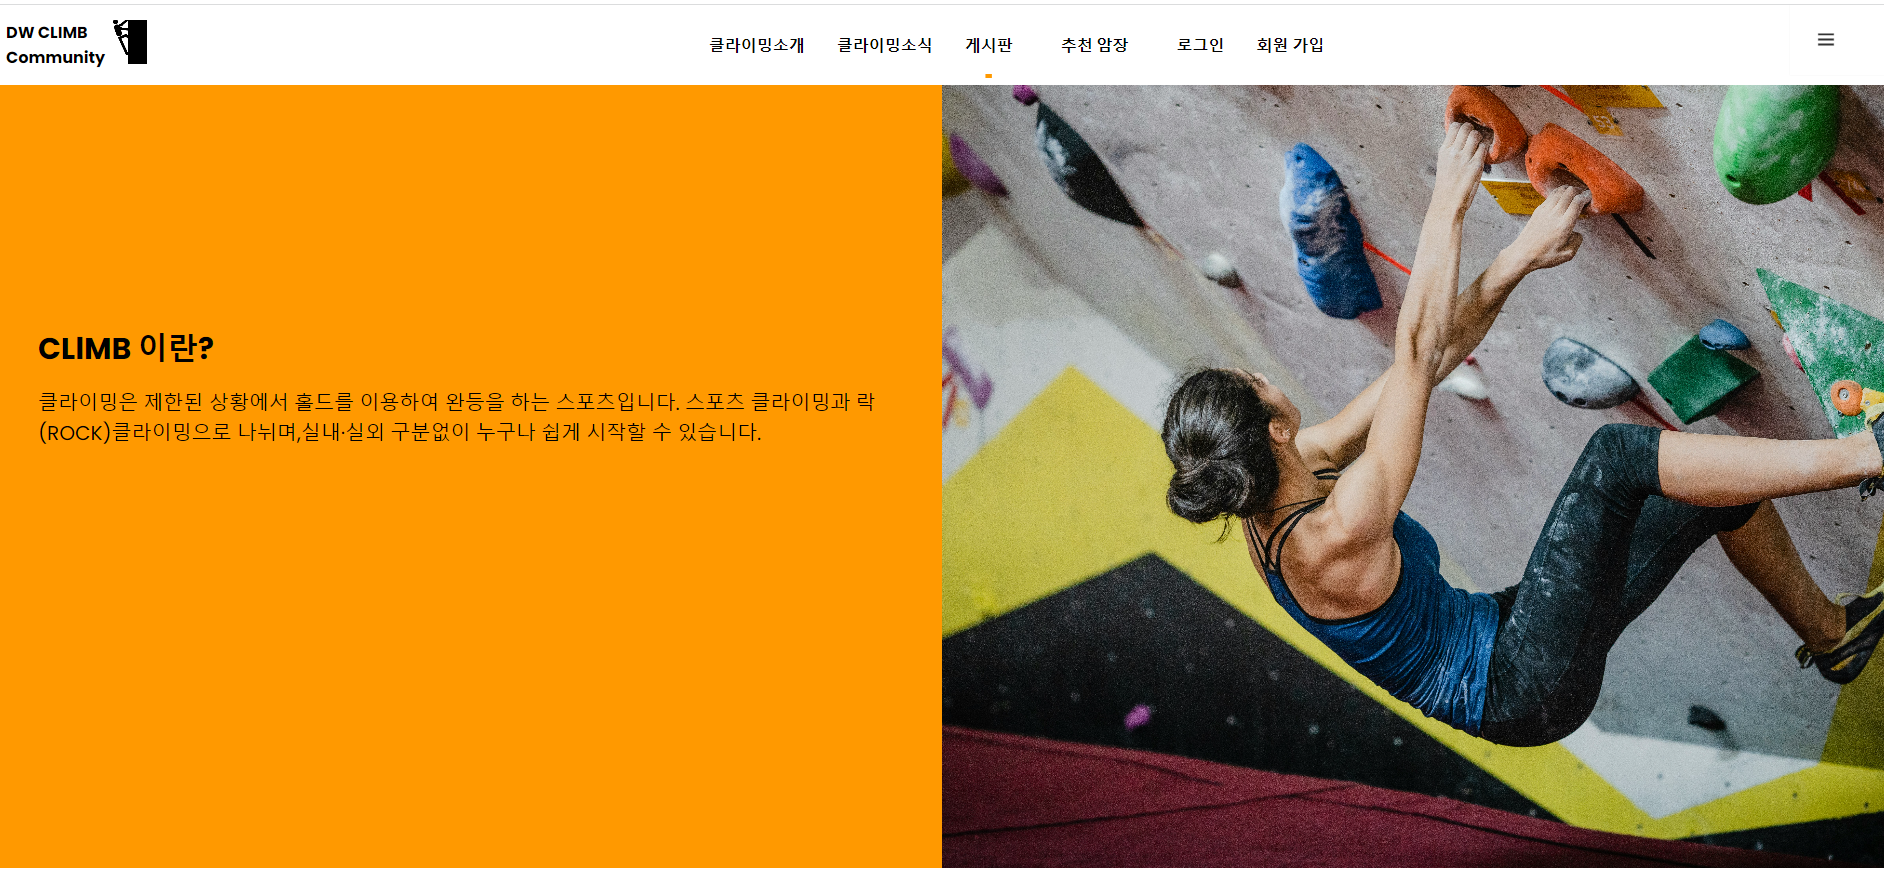 DW CLIMB
Community
클라이밍소개 클라이밍소식 게시판 추천 암장 로그인 회원 가입
CLIMB 이란?
클라이밍은 제한된 상황에서 홀드를 이용하여 완등을 하는 스포츠입니다. 스포츠 클라이밍과 락
(ROCK)클라이밍으로 나뉘며,실내·실외 구분없이 누구나 쉽게 시작할 수 있습니다.